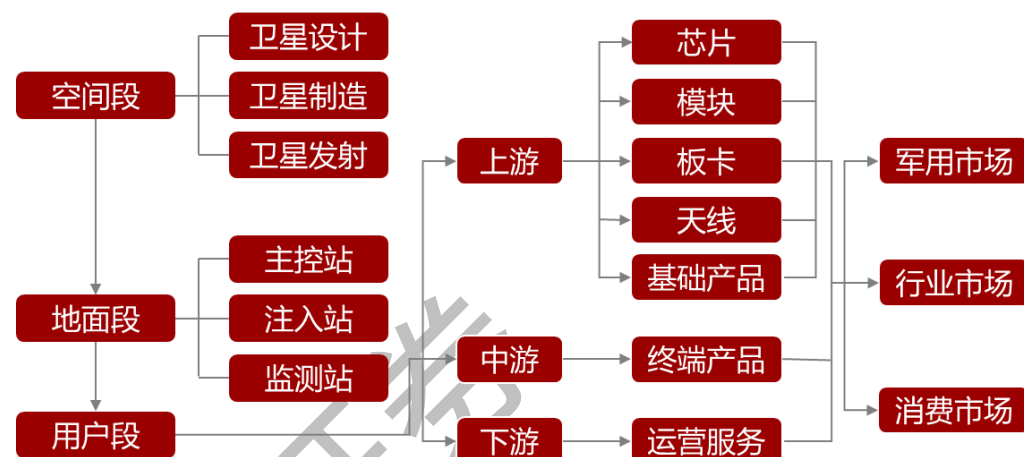 空间段
卫星设计
卫星制造
卫星发射
地面段
主控站
注入站
监测站
用户段
上游
芯片
模块
板卡
天线
基础产品
中游
终端产品
下游
运营服务
军用市场
行业市场
消费市场
券